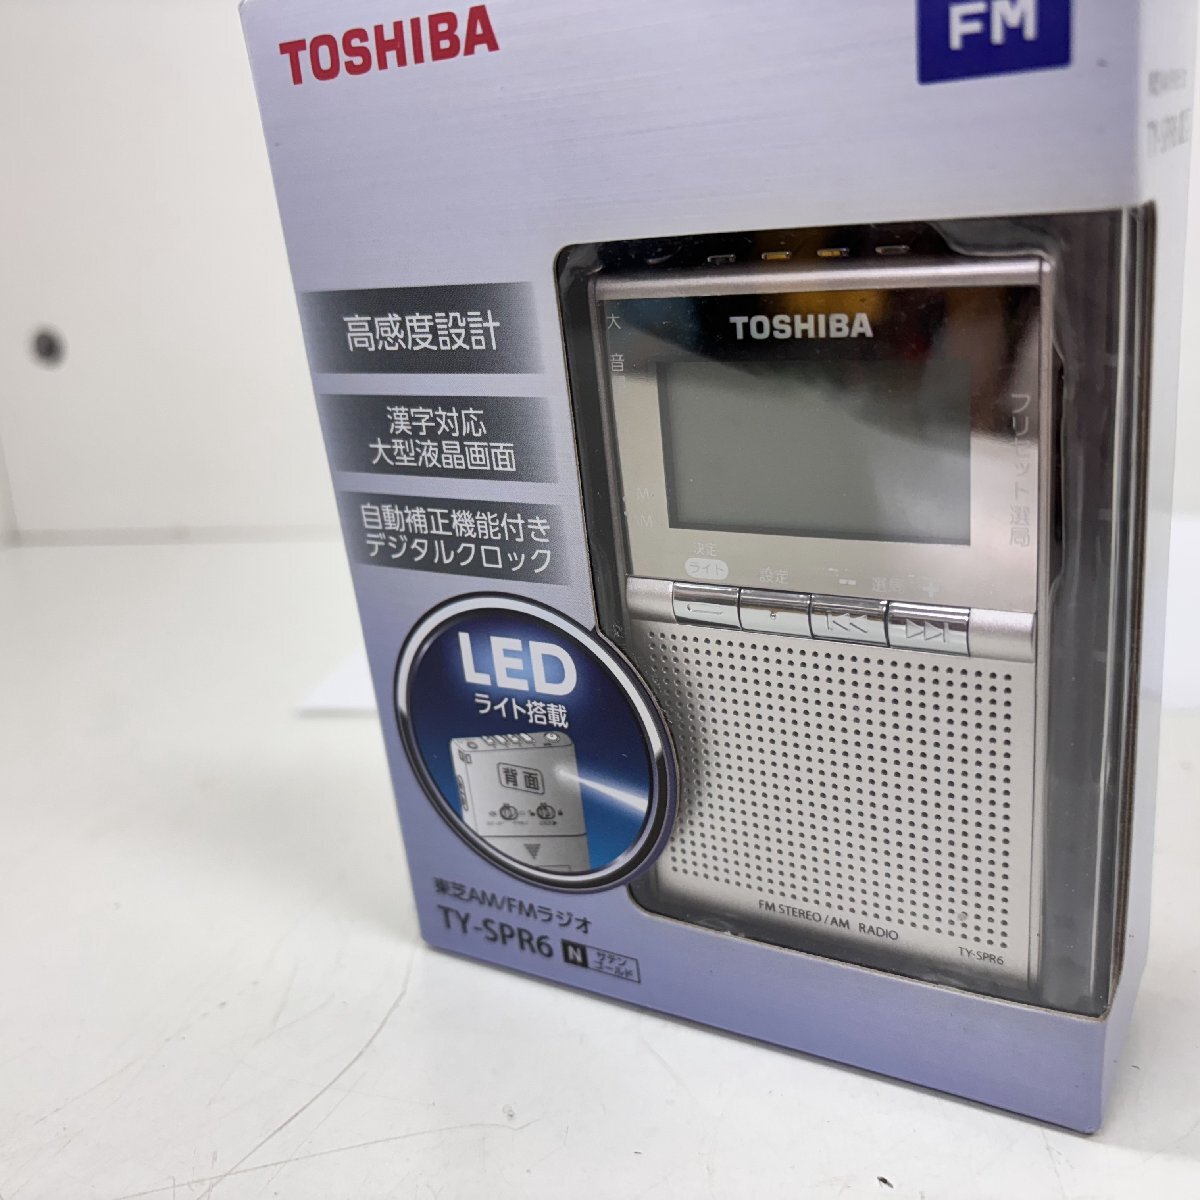 TOSHIBA
FM
高感度設計
漢字対応
大型液晶画面
自動補正機能付き
デジタルクロック
LED
ライト搭載
背面
東芝AM/FMラジオ
TY-SPR6 N サテン
ゴールド
大
音
TOSHIBA
プリセット選局
決定
ライト
設定
選局
FM STEREO/AM RADIO
TY-SPR6